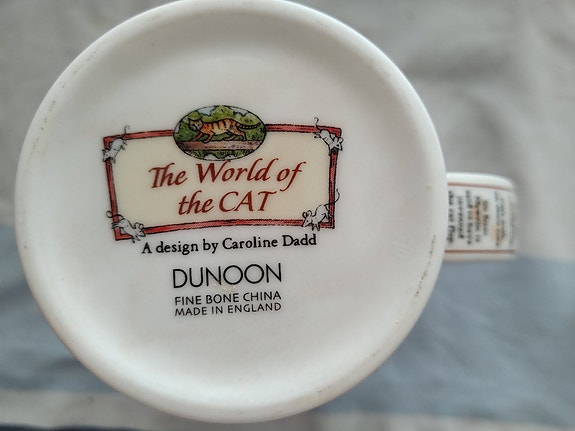 The World of
the CAT
A design by Caroline Dadd
DUNOON
FINE BONE CHINA
MADE IN ENGLAND